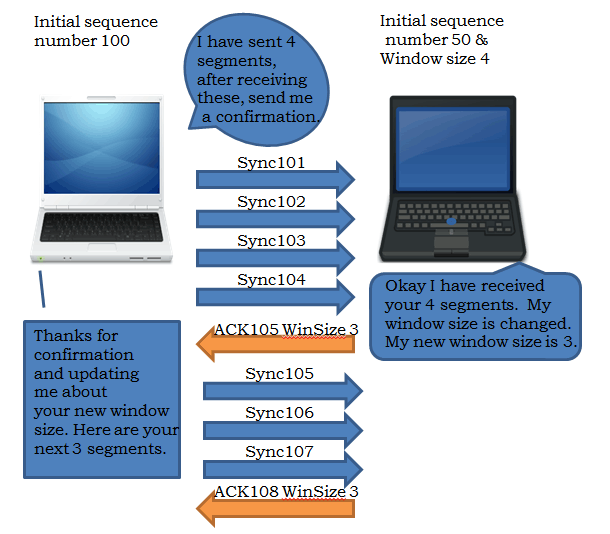 Initial sequence
number 100
I have sent 4
segments,
after receiving
these, send me
a confirmation.
Initial sequence
number 50 &
Window size 4
Sync101
Sync102
Sync103
Sync104
Okay I have received
your 4 segments. My
window size is changed.
My new window size is 3.
ACK105 WinSize 3
Thanks for
confirmation
and updating
me about
your new window
size. Here are your
next 3 segments.
Sync105
Sync106
Sync107
ACK108 WinSize 3